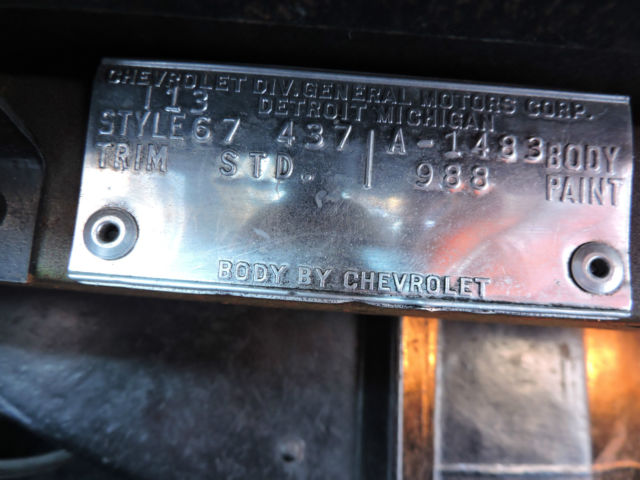 CHEVROLET DIV. GENERAL MOTORS CORP.
113 DETROIT MICHIGAN
STYLE 67 437 A-1483 BODY
TRIM STD. 988 PAINT
BODY BY CHEVROLET